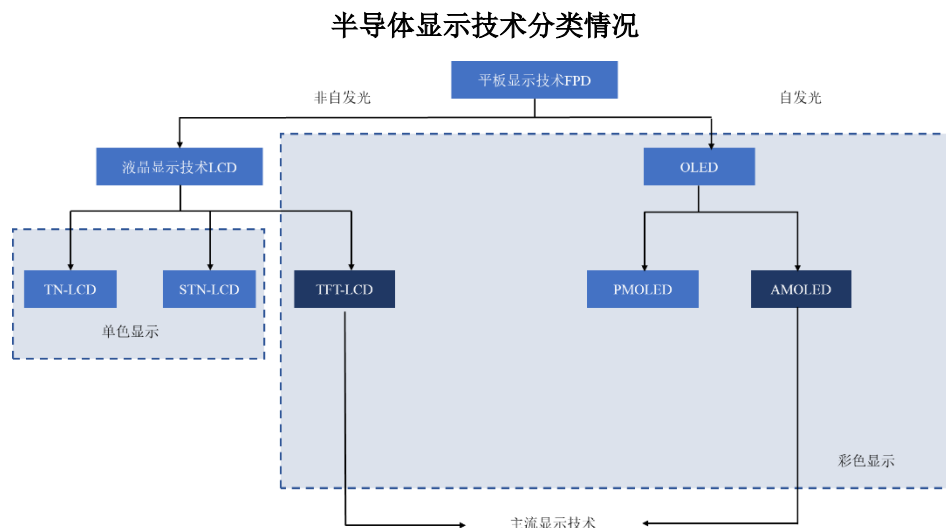 半导体显示技术分类情况
平板显示技术FPD
非自发光
自发光
液晶显示技术LCD
OLED
TN-LCD
STN-LCD
TFT-LCD
PMOLED
AMOLED
单色显示
彩色显示
主流显示技术